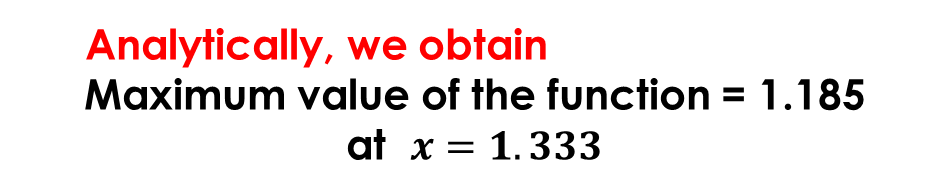 Analytically, we obtain
Maximum value of the function = 1.185
at x = 1.333